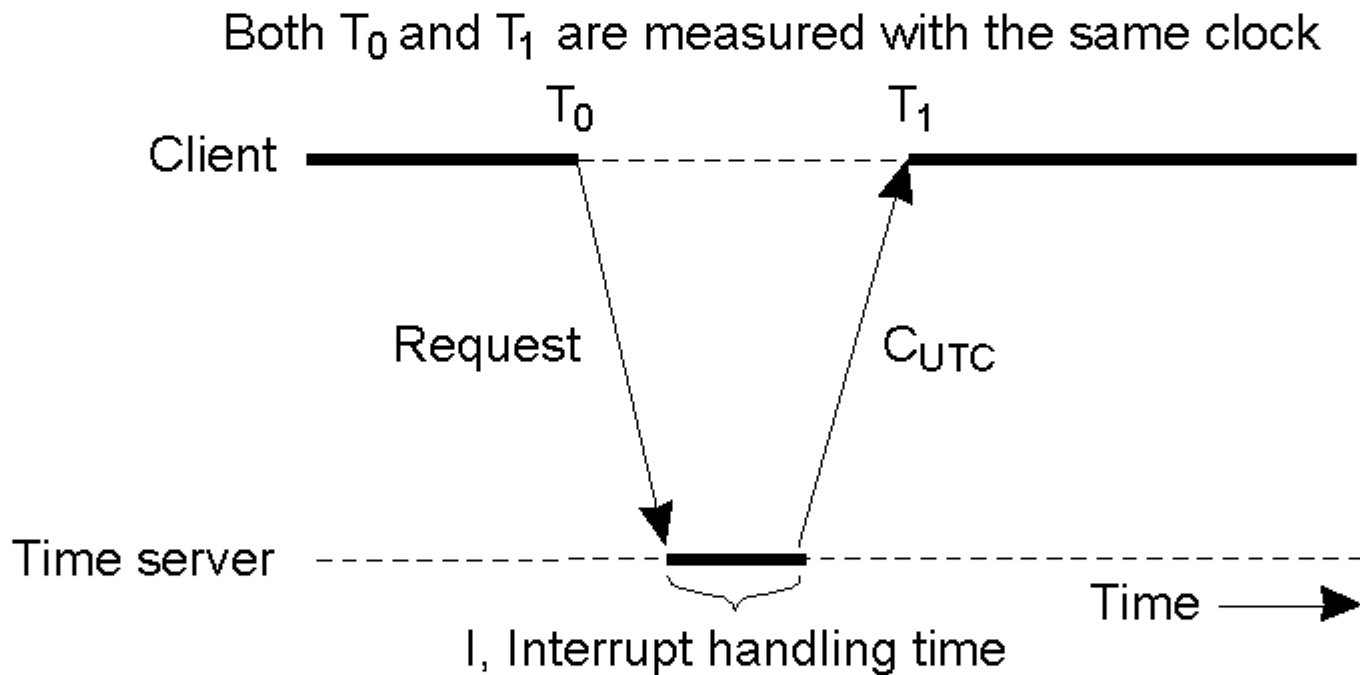 Both T₀ and T₁ are measured with the same clock
T₀
T₁
Client
Request
C_UTC
Time server
Time
I, Interrupt handling time